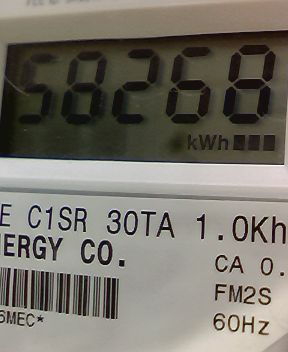 58268
kWh
E C1SR 30TA 1.0Kh
ERGY CO.
CA 0.
FM2S
6MEC*
60Hz